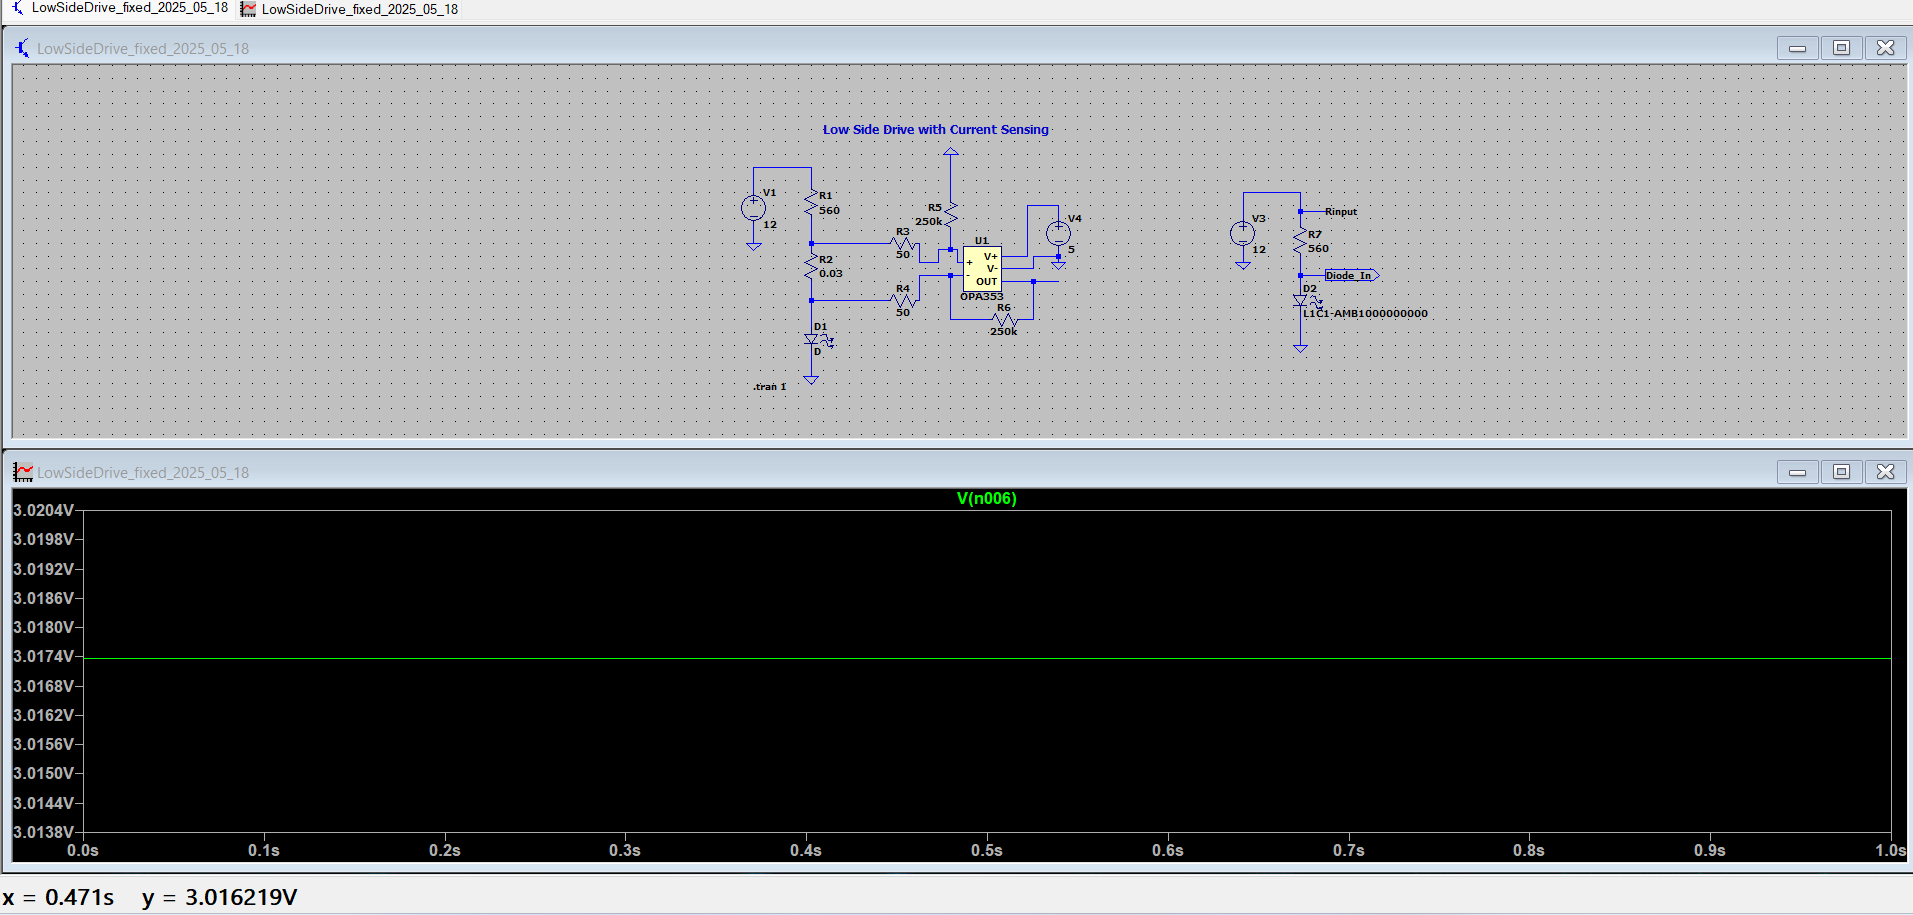 LowSideDrive_fixed_2025_05_18 LowSideDrive_fixed_2025_05_18
LowSideDrive_fixed_2025_05_18
Low Side Drive with Current Sensing
V1
12
R1
560
R2
0.03
R3
50
R4
50
D1
D
.tran 1
R5
250k
U1
+
-
V+
V-
OUT
OPA353
R6
250k
V4
5
V3
12
Rinput
R7
560
Diode_In
D2
L1C1-AMB1000000000
LowSideDrive_fixed_2025_05_18
V(n006)
3.0204V
3.0198V
3.0192V
3.0186V
3.0180V
3.0174V
3.0168V
3.0162V
3.0156V
3.0150V
3.0144V
3.0138V
0.0s 0.1s 0.2s 0.3s 0.4s 0.5s 0.6s 0.7s 0.8s 0.9s 1.0s
x = 0.471s y = 3.016219V